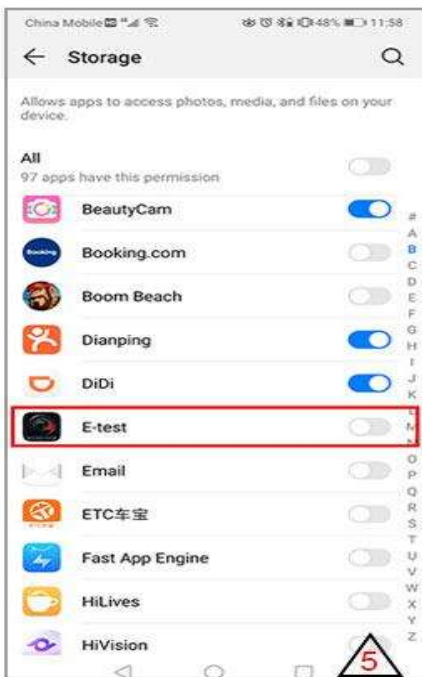 China Mobile 48% 11:58
Storage
Allows apps to access photos, media, and files on your
device.
All
97 apps have this permission
BeautyCam
Booking.com
Boom Beach
Dianping
DiDi
E-test
Email
ETC车宝
Fast App Engine
HiLives
HiVision
#
A
B
C
D
E
F
G
H
I
J
K
L
M
N
O
P
Q
R
S
T
U
V
W
X
Y
Z
5